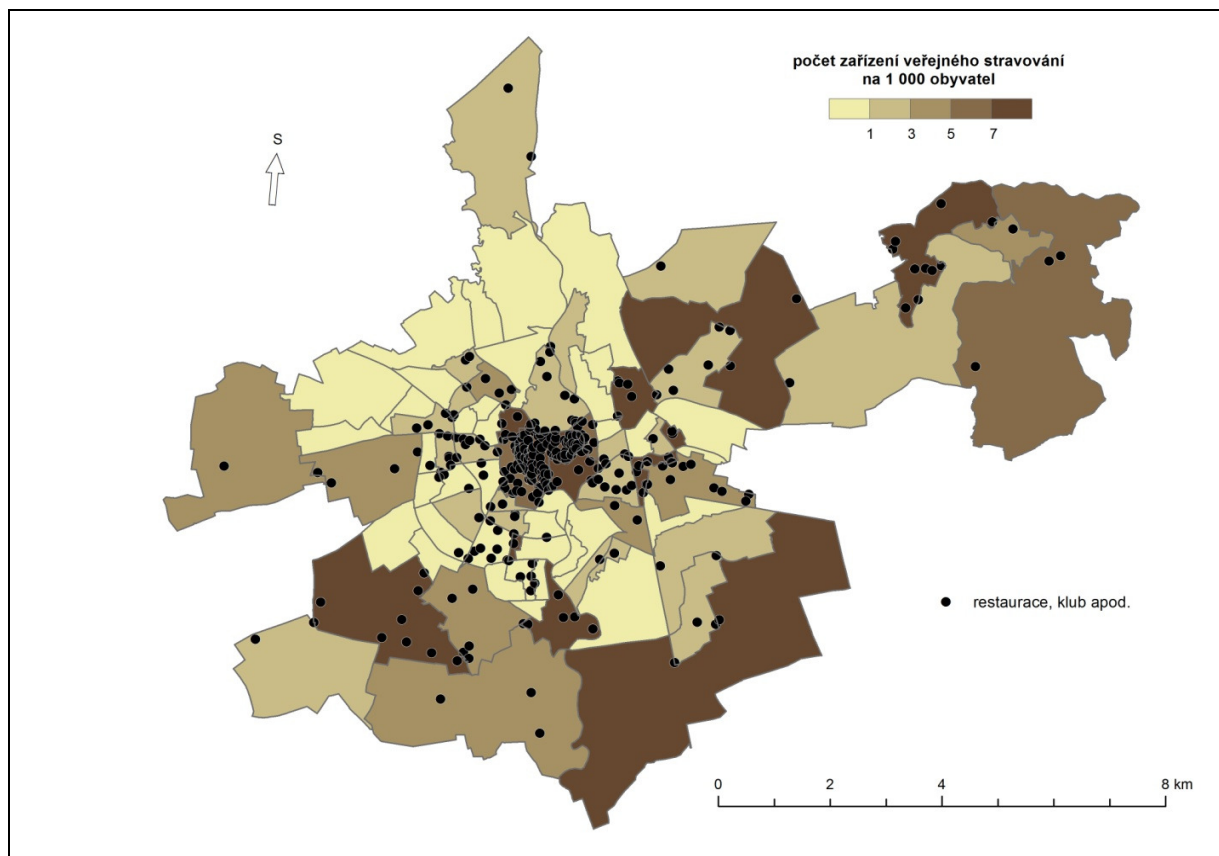 počet zařízení veřejného stravování
na 1 000 obyvatel
1 3 5 7
S
restaurace, klub apod.
0 2 4 8 km